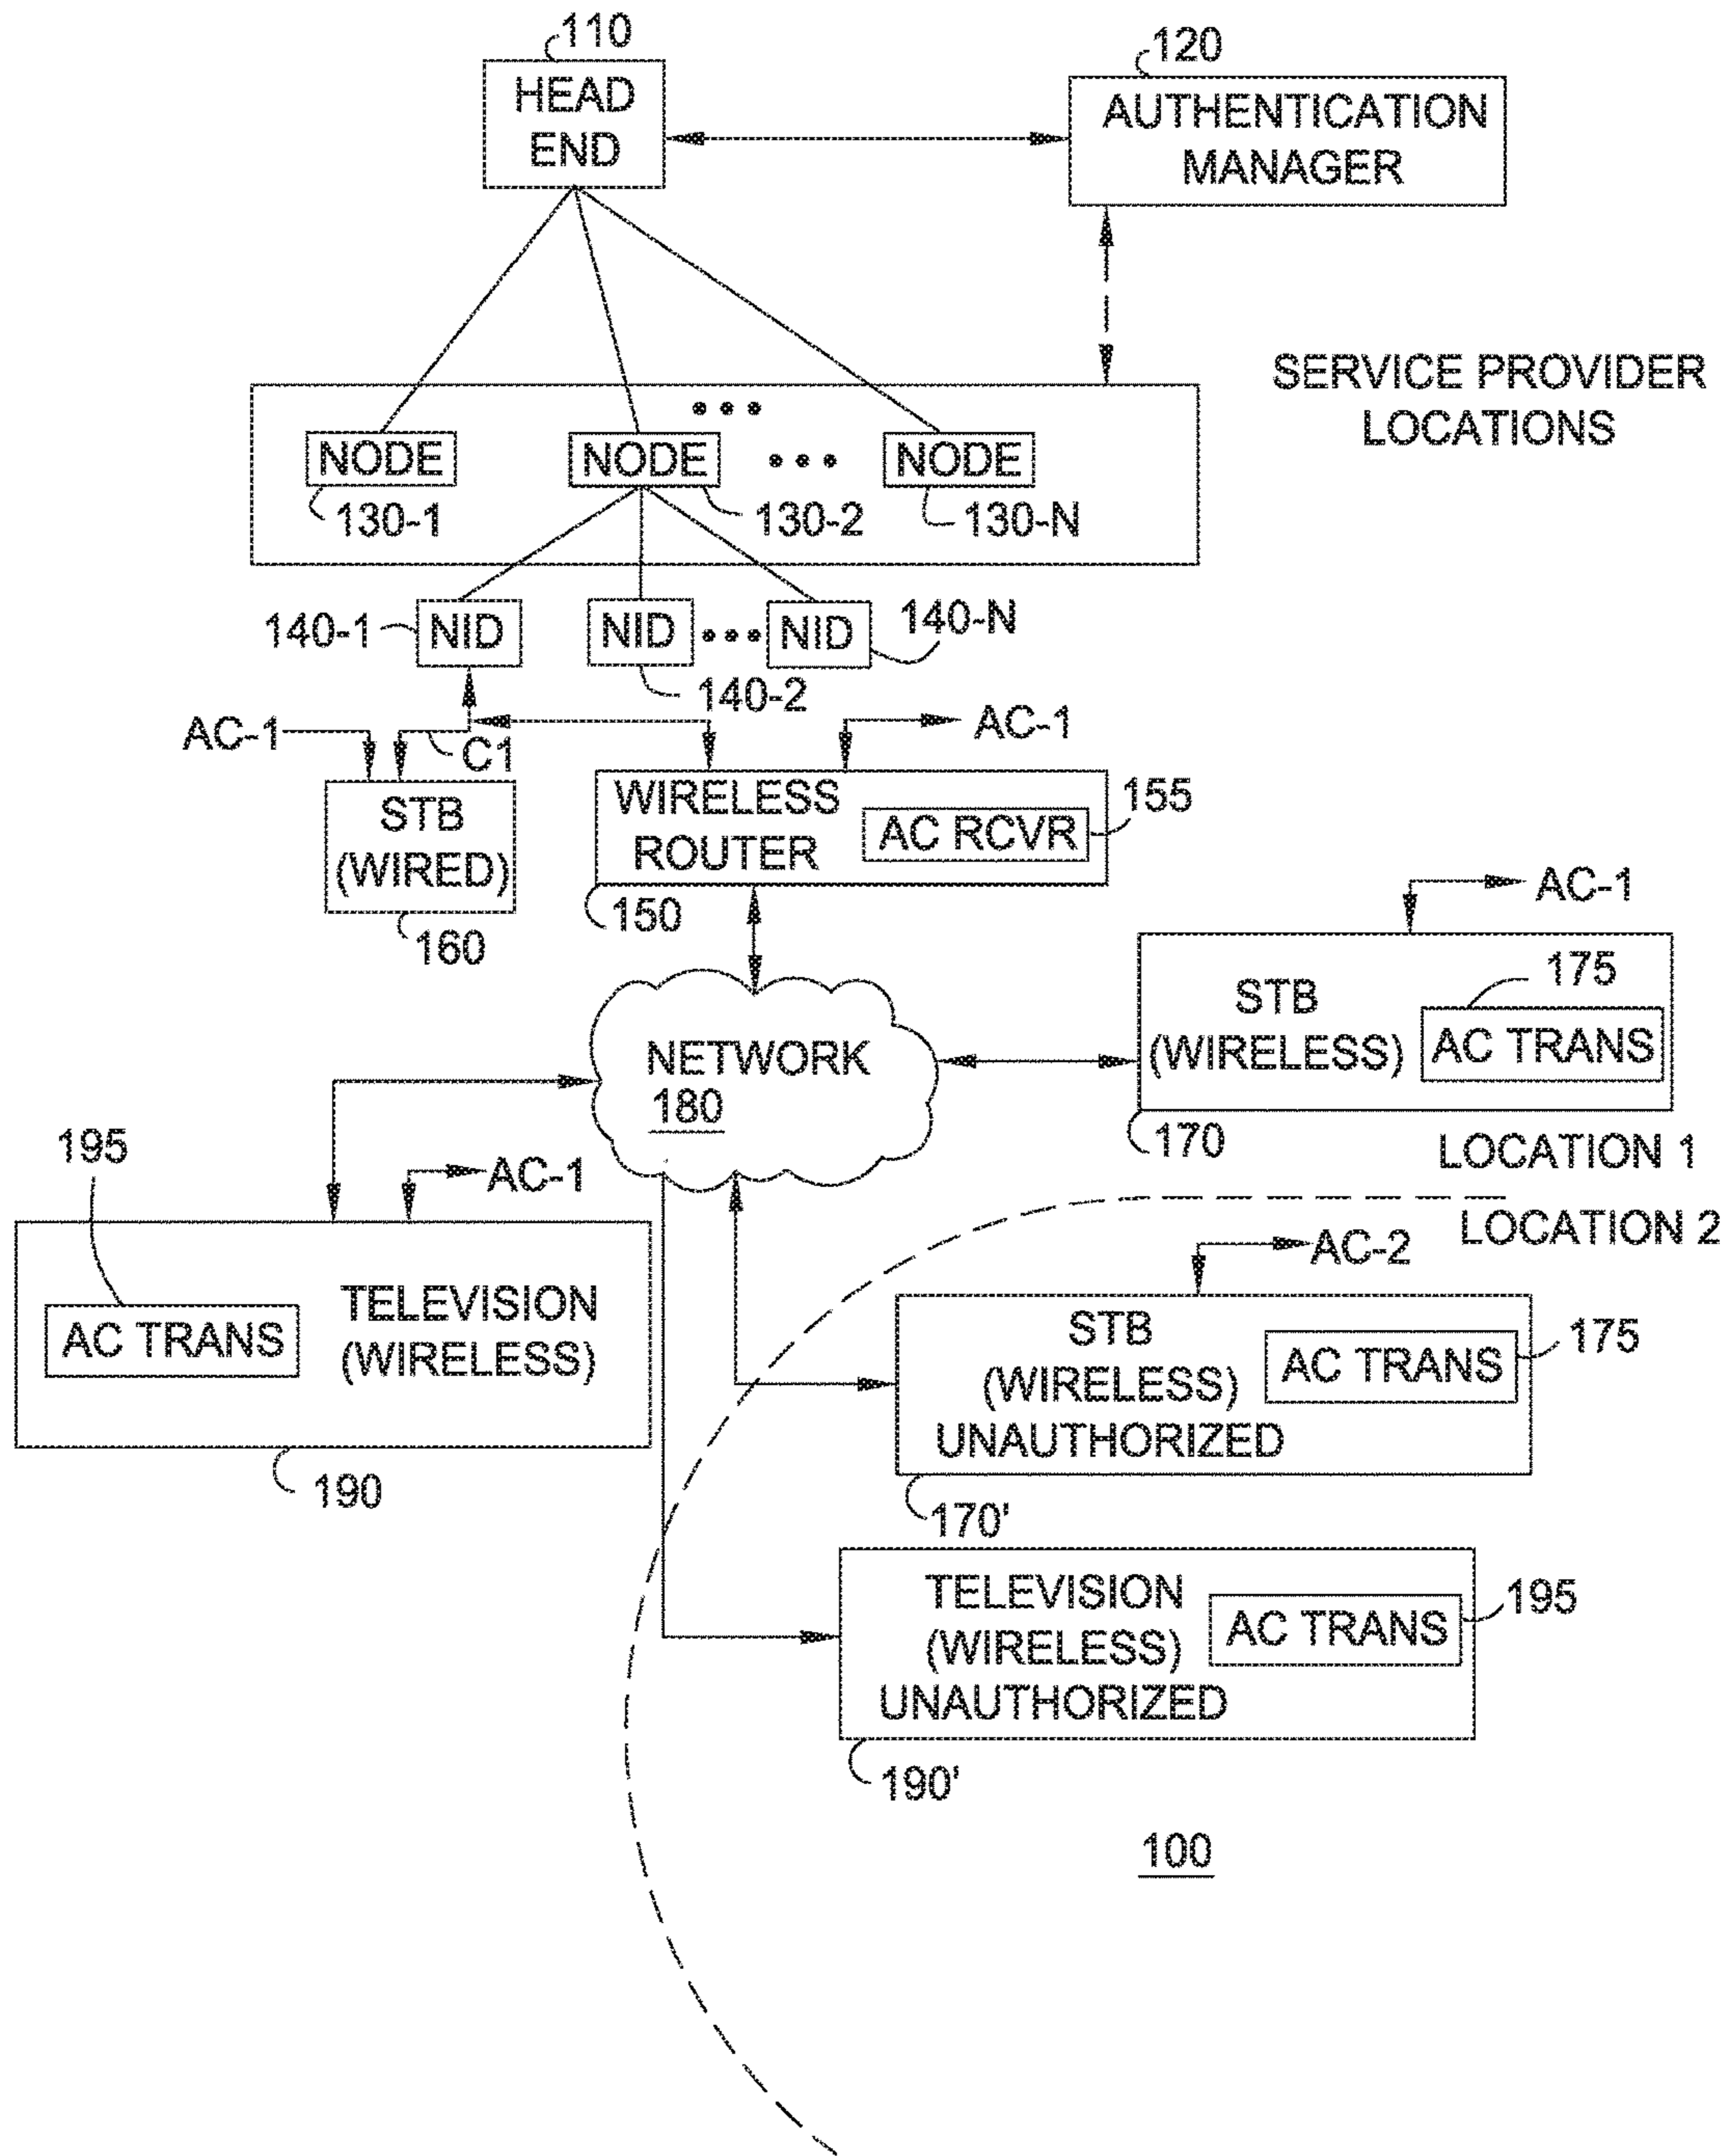 110
HEAD
END
120
AUTHENTICATION
MANAGER
SERVICE PROVIDER
LOCATIONS
NODE
130-1
NODE
130-2
NODE
130-N
140-1
NID
NID
140-2
NID
140-N
AC-1
C1
AC-1
STB
(WIRED)
160
WIRELESS
ROUTER
AC RCVR
155
150
AC-1
STB
(WIRELESS)
175
AC TRANS
170
LOCATION 1
NETWORK
180
195
AC-1
AC TRANS
TELEVISION
(WIRELESS)
190
LOCATION 2
AC-2
STB
(WIRELESS)
UNAUTHORIZED
AC TRANS
175
170'
TELEVISION
(WIRELESS)
UNAUTHORIZED
AC TRANS
195
190'
100